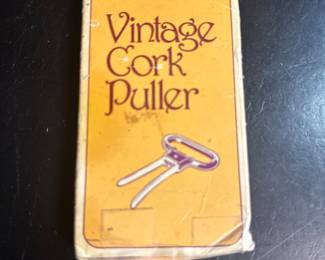 Vintage
Cork
Puller